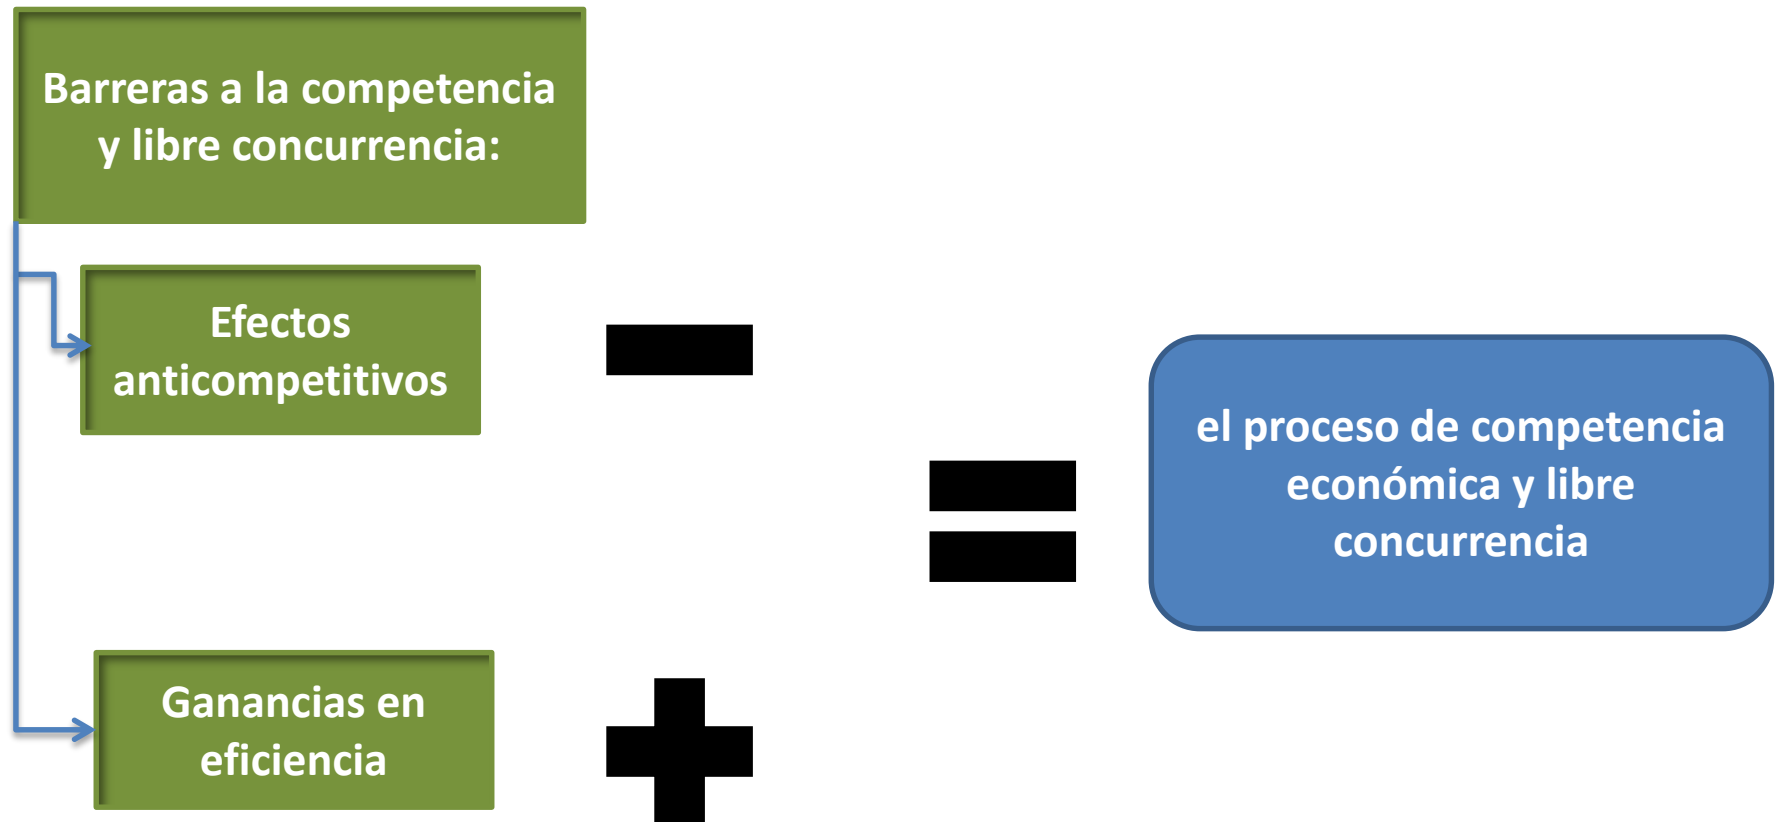 Barreras a la competencia
y libre concurrencia:
Efectos
anticompetitivos
el proceso de competencia
económica y libre
concurrencia
Ganancias en
eficiencia